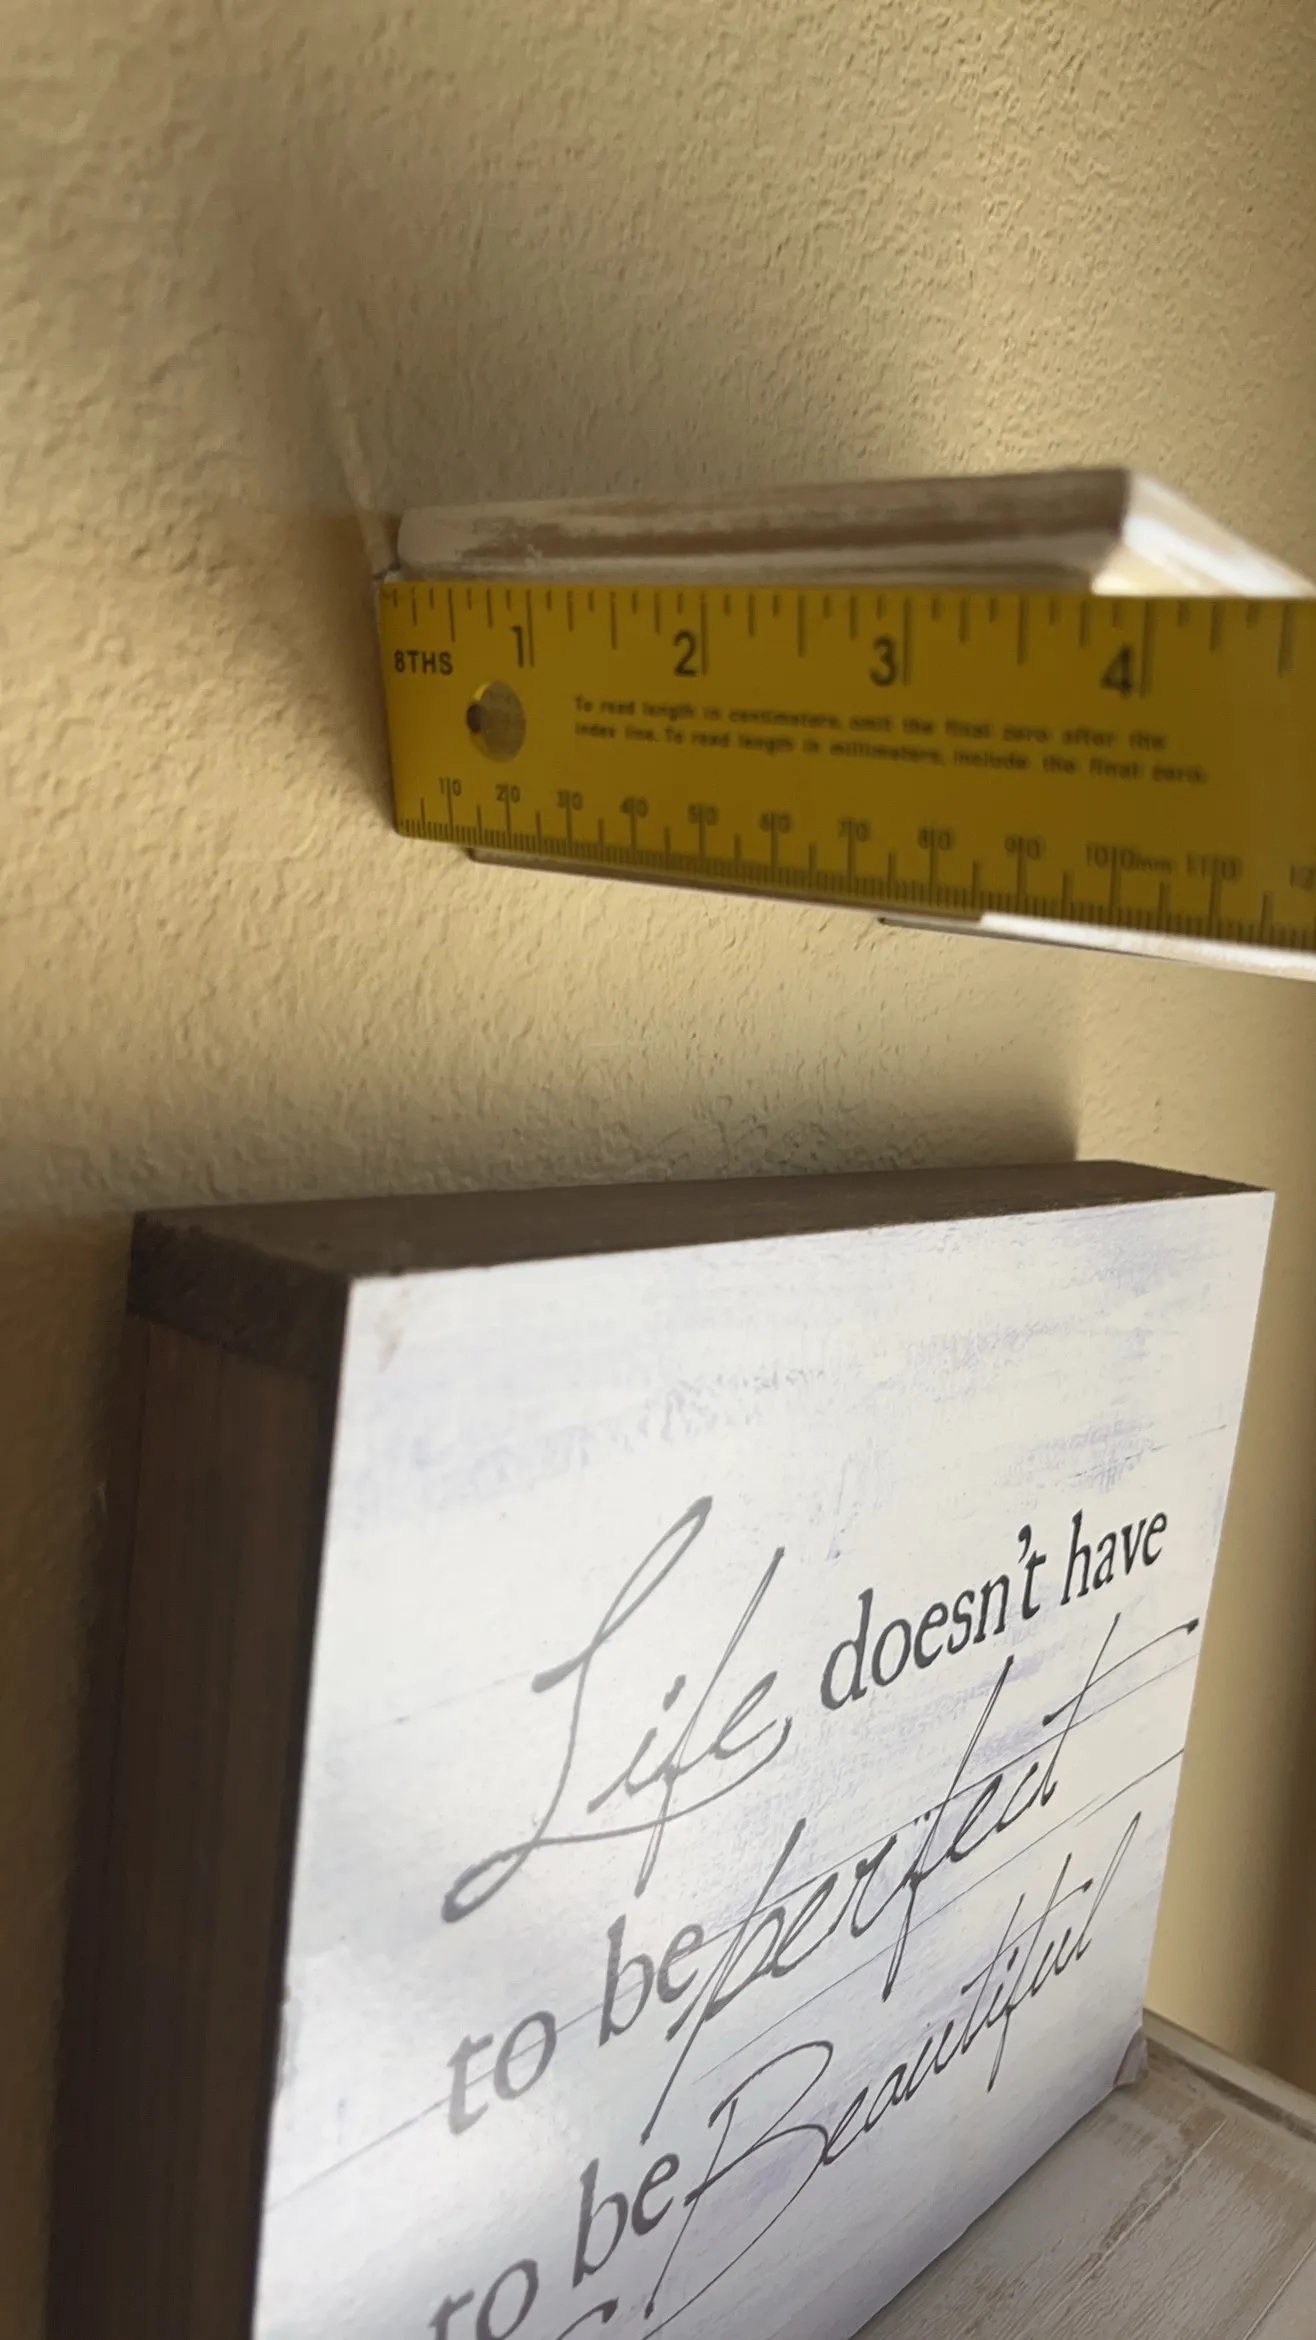 1 2 3 4
8THS
To read length in centimeters, omit the final zero after the
index line. To read length in millimeters, include the final zero.
10 20 30 40 50 60 70 80 90 100mm 110 12
Life doesn't have
to be perfect
to be Beautiful